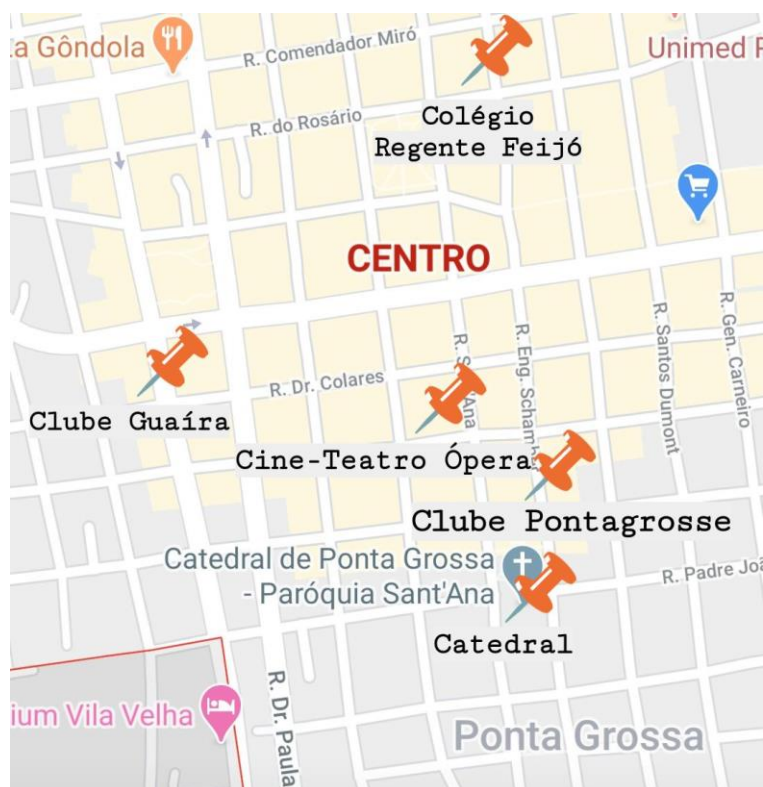 a Gôndola
R. Comendador Miró
Unimed
Colégio
Regente Feijó
R. do Rosário
CENTRO
R. Dr. Colares
R. Eng.
R. Santos Dumont
R. Gen. Carneiro
Clube Guaíra
Cine-Teatro Ópera
Clube Pontagrosse
Catedral de Ponta Grossa
- Paróquia Sant'Ana
R. Padre
Catedral
R. Dr. Paula
ium Vila Velha
Ponta Grossa